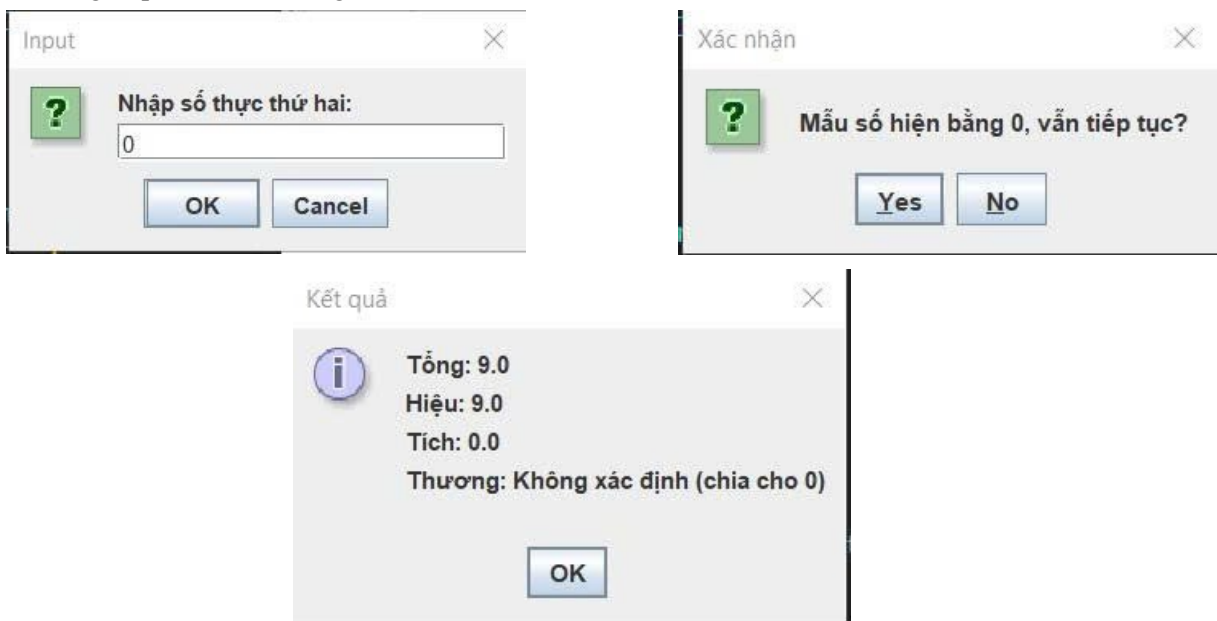 Input
Nhập số thực thứ hai:
0
OK Cancel
Xác nhận
Mẫu số hiện bằng 0, vẫn tiếp tục?
Yes No
Kết quả
Tổng: 9.0
Hiệu: 9.0
Tích: 0.0
Thương: Không xác định (chia cho 0)
OK